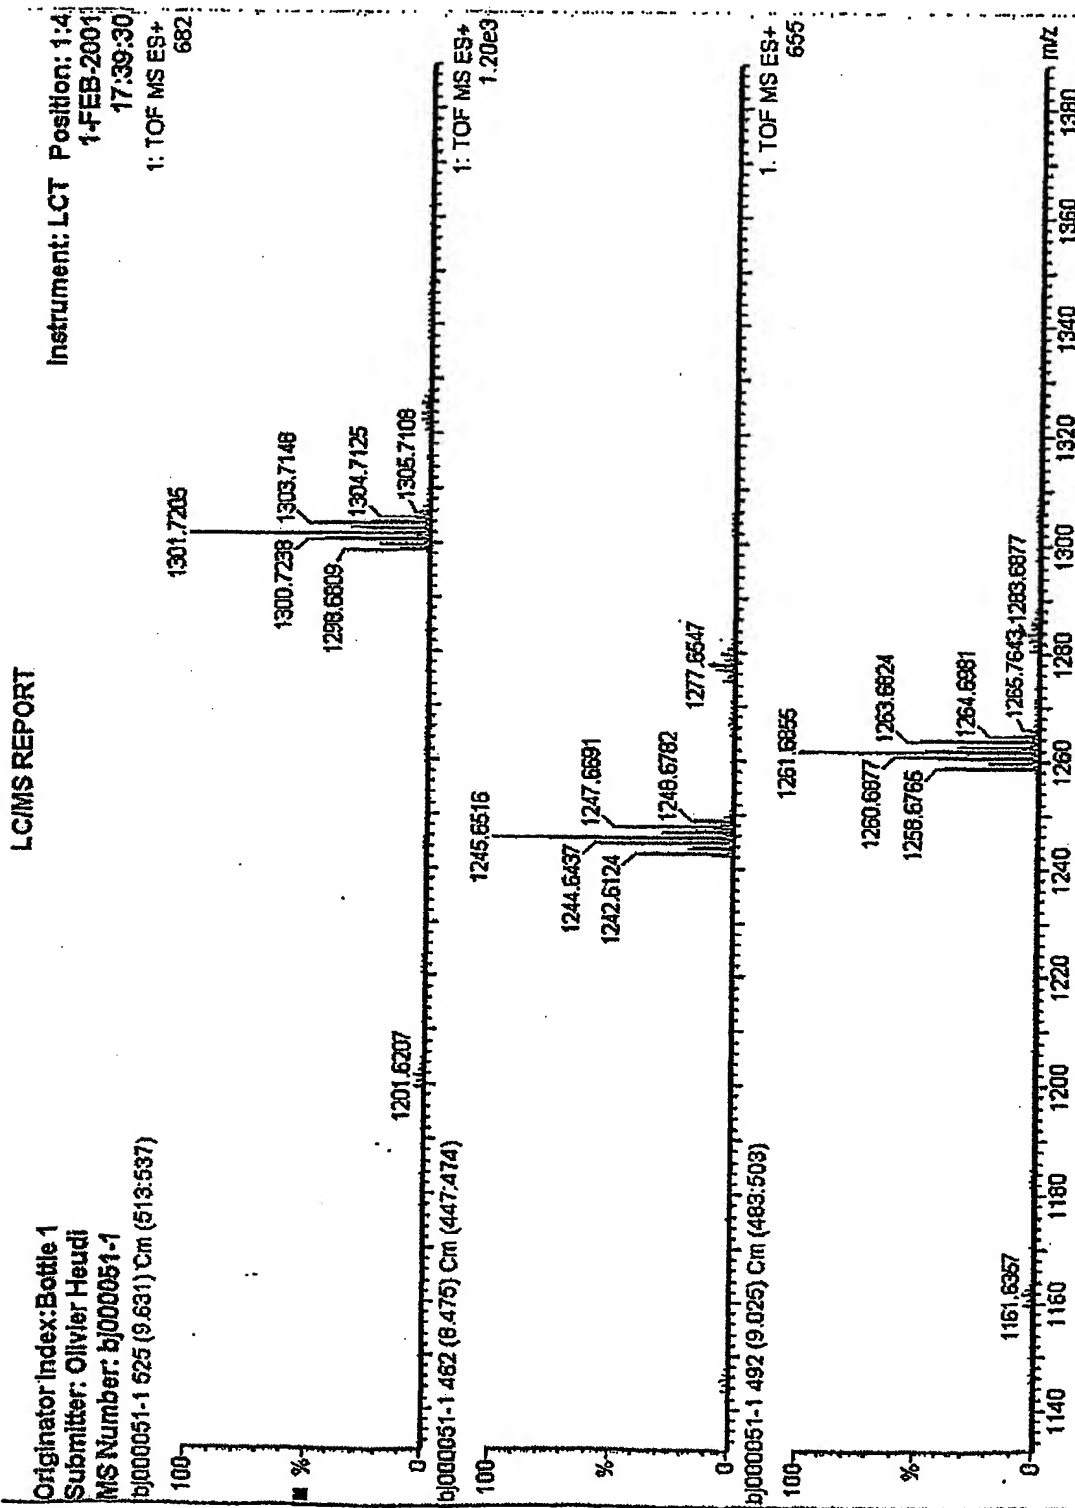 LC/MS REPORT
Originator Index:Bottle 1
Submitter: Olivier Heudi
MS Number: bj000051-1
Instrument: LCT Position: 1:4
1-FEB-2001
17:39:30
bj000051-1 525 (9.631) Cm (513:537)
1: TOF MS ES+
682
100
%
0
1201.6207
1298.6809
1300.7238
1301.7205
1303.7148
1304.7125
1305.7108
bj000051-1 462 (8.475) Cm (447:474)
1: TOF MS ES+
1.20e3
100
%
0
1242.6124
1244.6437
1245.6516
1247.6691
1248.6782
1277.6547
bj000051-1 492 (9.025) Cm (483:503)
1: TOF MS ES+
655
100
%
0
1161.6367
1258.6765
1260.6877
1261.6855
1263.6824
1264.6981
1265.7643
1283.6877
1140 1160 1180 1200 1220 1240 1260 1280 1300 1320 1340 1360 1380 m/z